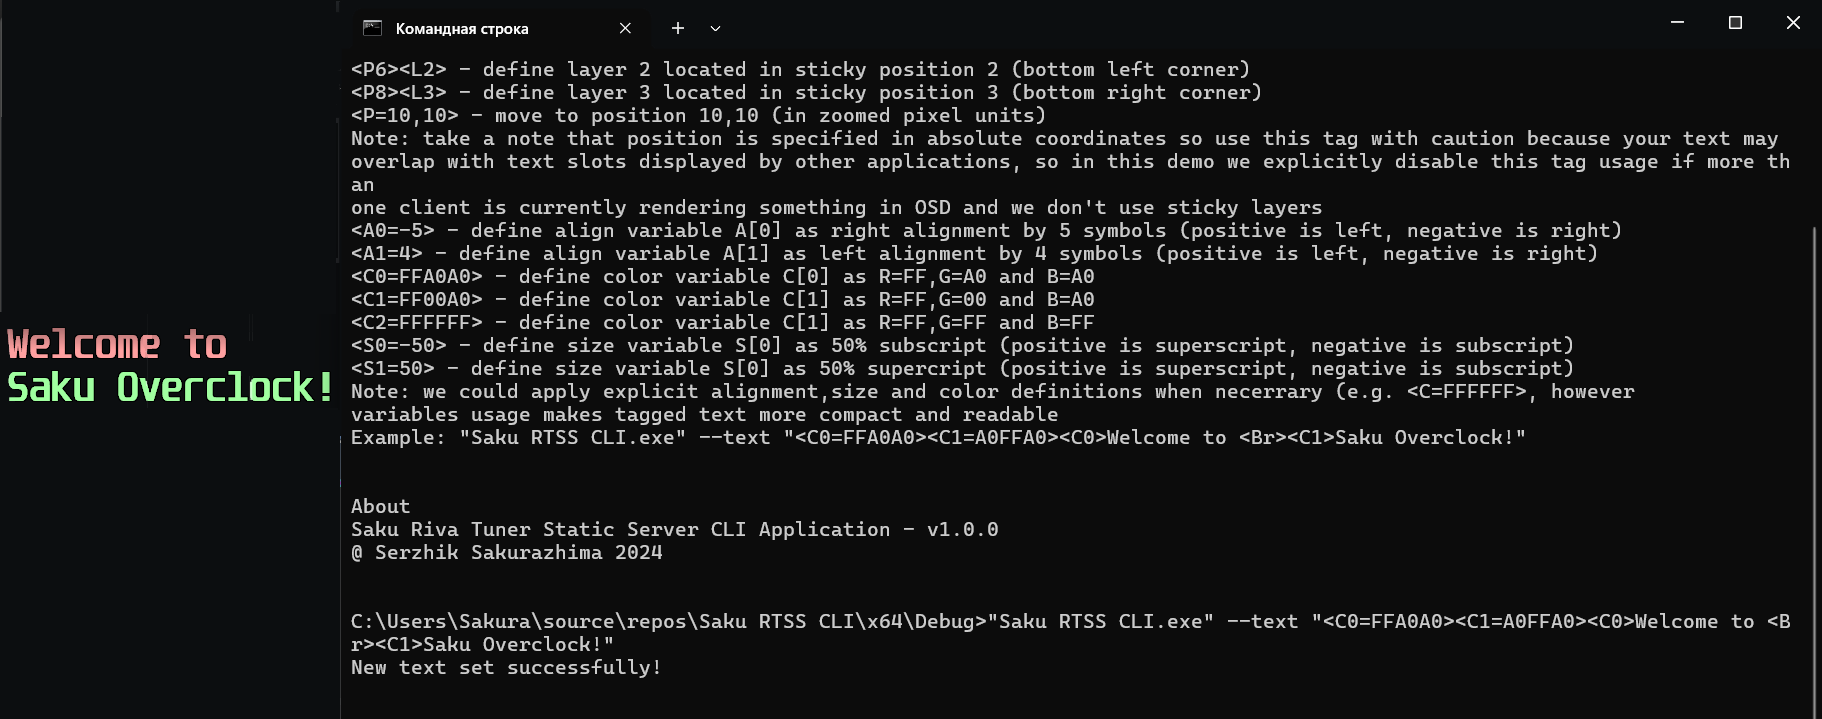 Командная строка
<P6><L2> - define layer 2 located in sticky position 2 (bottom left corner)
<P8><L3> - define layer 3 located in sticky position 3 (bottom right corner)
<P=10,10> - move to position 10,10 (in zoomed pixel units)
Note: take a note that position is specified in absolute coordinates so use this tag with caution because your text may
overlap with text slots displayed by other applications, so in this demo we explicitly disable this tag usage if more th
an
one client is currently rendering something in OSD and we don't use sticky layers
<A0=-5> - define align variable A[0] as right alignment by 5 symbols (positive is left, negative is right)
<A1=4> - define align variable A[1] as left alignment by 4 symbols (positive is left, negative is right)
<C0=FFA0A0> - define color variable C[0] as R=FF,G=A0 and B=A0
<C1=FF00A0> - define color variable C[1] as R=FF,G=00 and B=A0
<C2=FFFFFF> - define color variable C[1] as R=FF,G=FF and B=FF
<S0=-50> - define size variable S[0] as 50% subscript (positive is superscript, negative is subscript)
<S1=50> - define size variable S[0] as 50% supercript (positive is superscript, negative is subscript)
Note: we could apply explicit alignment,size and color definitions when necerrary (e.g. <C=FFFFFF>, however
variables usage makes tagged text more compact and readable
Example: "Saku RTSS CLI.exe" --text "<C0=FFA0A0><C1=A0FFA0><C0>Welcome to <Br><C1>Saku Overclock!"
About
Saku Riva Tuner Static Server CLI Application - v1.0.0
@ Serzhik Sakurazhima 2024
C:\Users\Sakura\source\repos\Saku RTSS CLI\x64\Debug>"Saku RTSS CLI.exe" --text "<C0=FFA0A0><C1=A0FFA0><C0>Welcome to <B
r><C1>Saku Overclock!"
New text set successfully!
Welcome to
Saku Overclock!